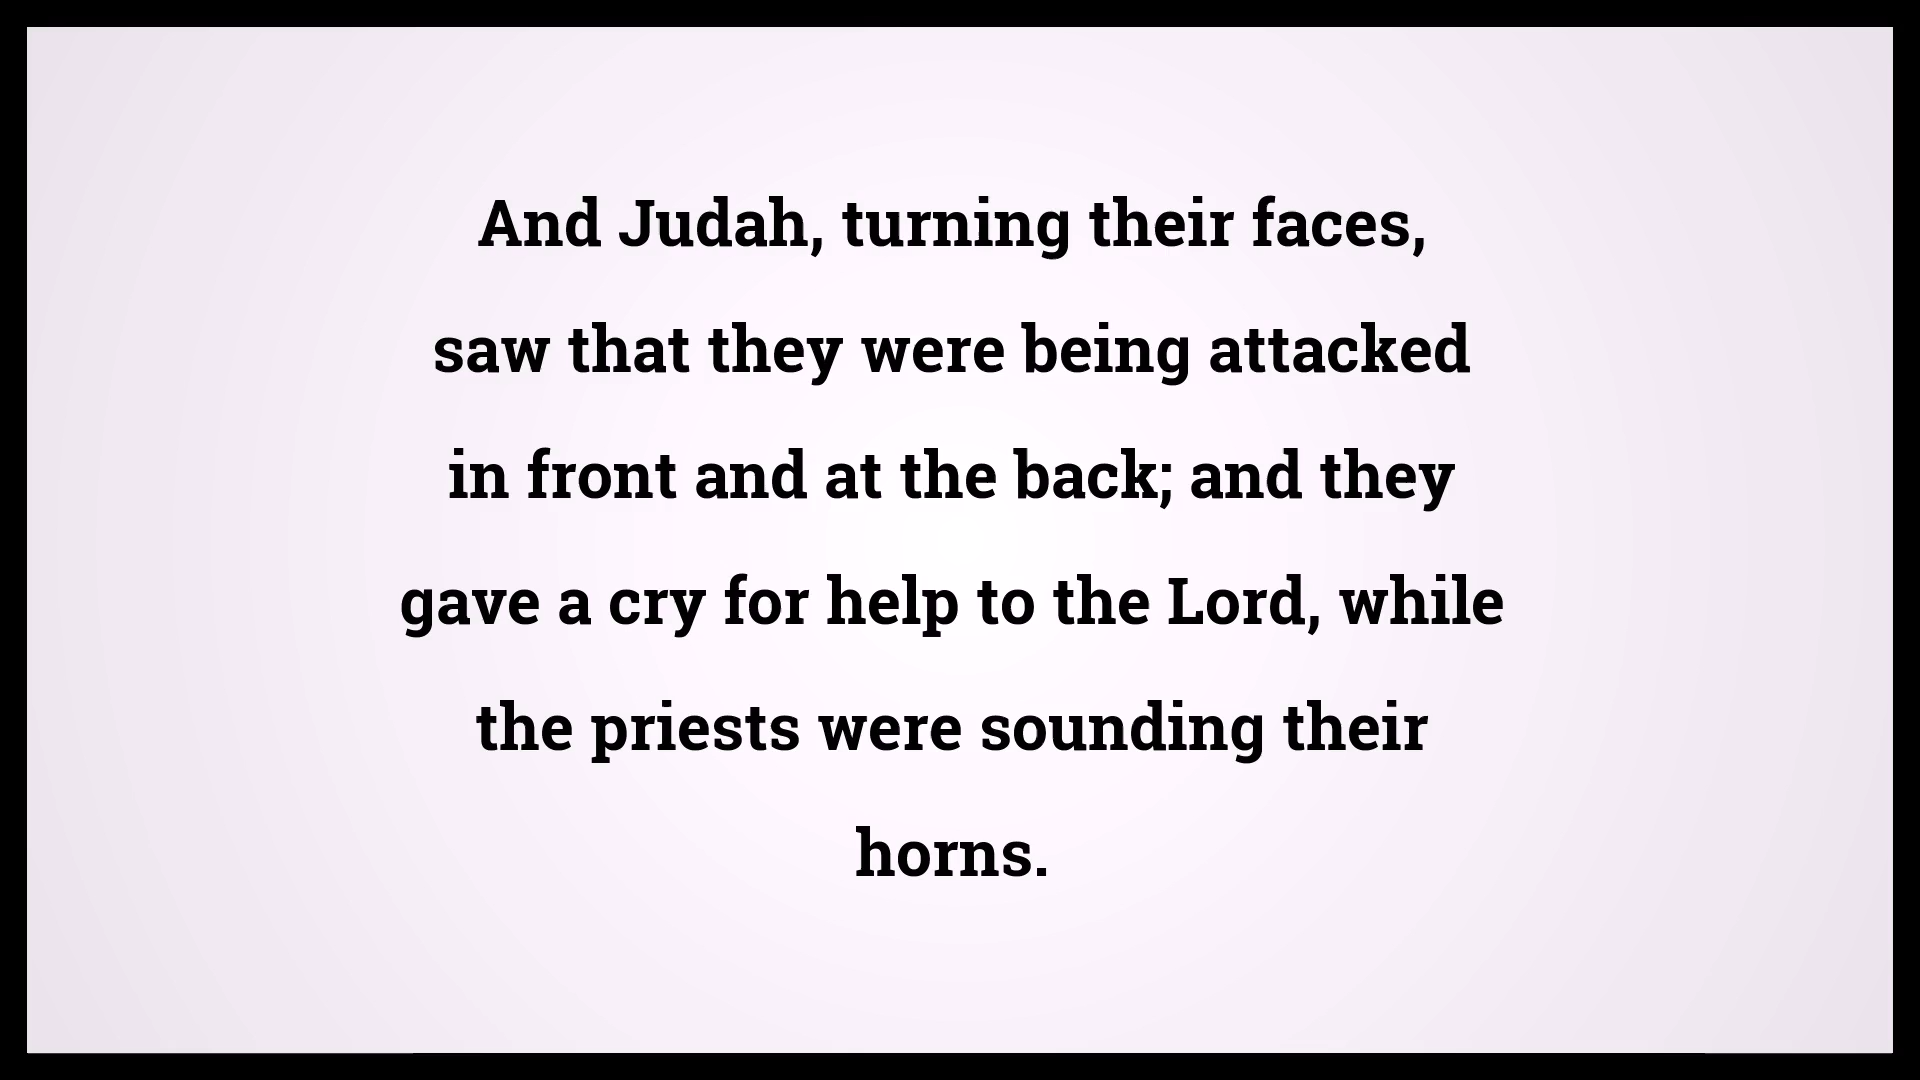 And Judah, turning their faces,
saw that they were being attacked
in front and at the back; and they
gave a cry for help to the Lord, while
the priests were sounding their
horns.